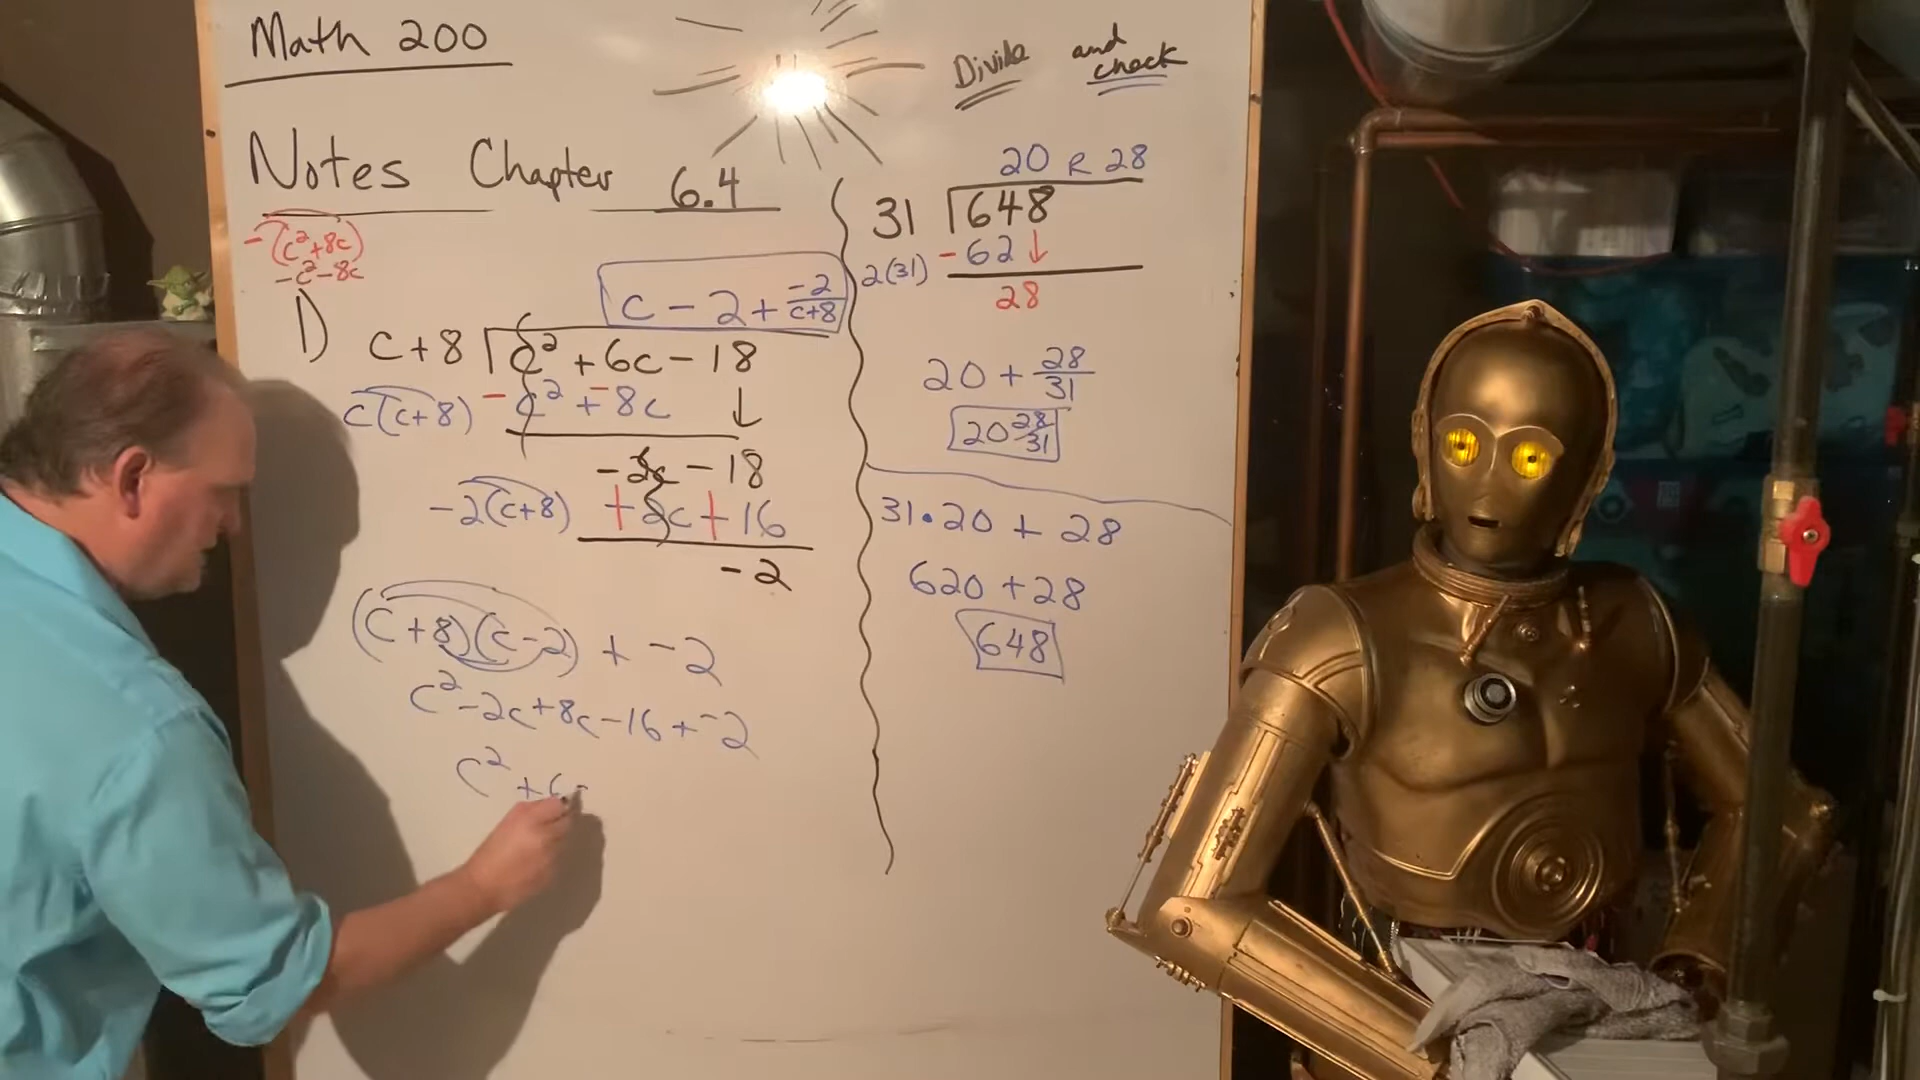 Math 200
Notes Chapter 6.4
-(c²+8c)
-c²-8c
1)
c - 2 + -2/c+8
c+8 c² + 6c - 18
c(c+8) - c² + 8c
-2c - 18
-2(c+8) + 2c + 16
-2
(c+8)(c-2) + -2
c² - 2c + 8c - 16 + -2
c² + 6
Divide and check
20 R 28
31 648
2(31) - 62
28
20 + 28/31
20 28/31
31 • 20 + 28
620 + 28
648